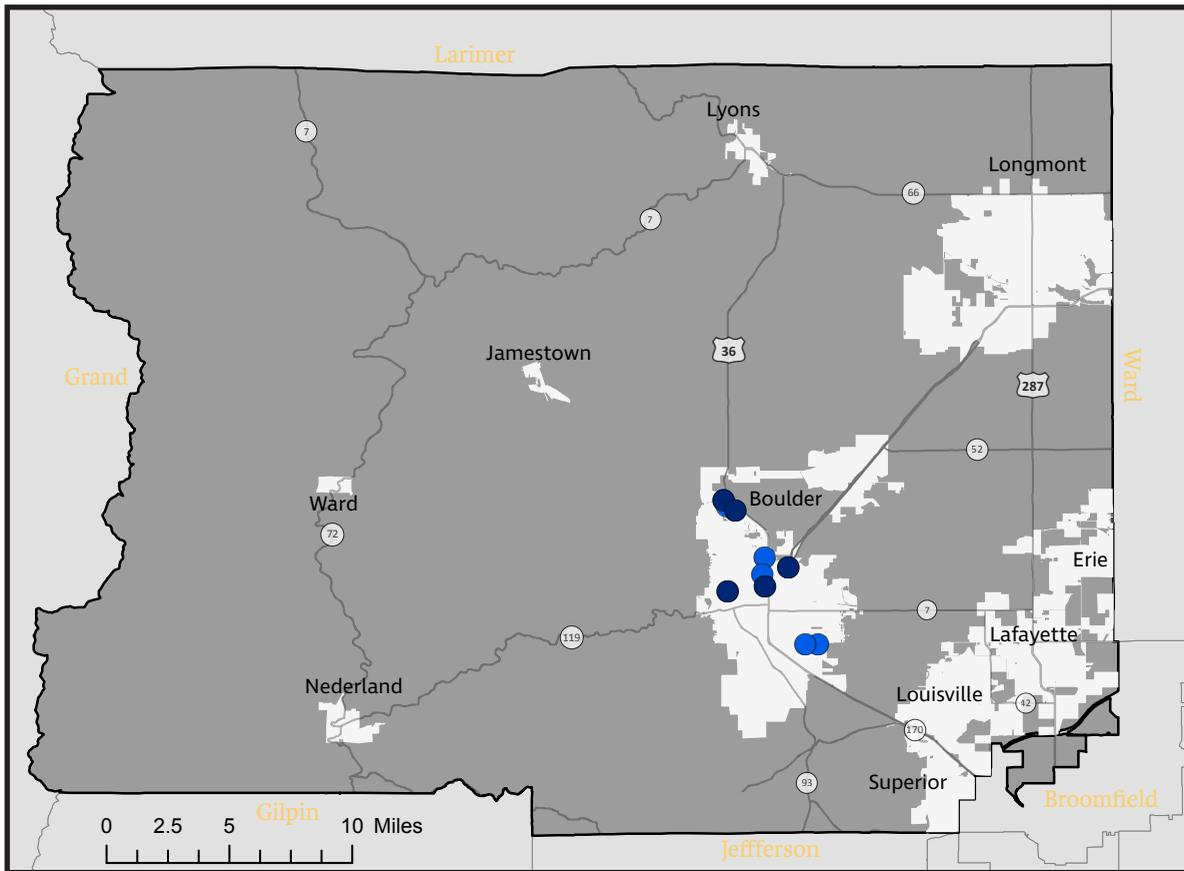 Larimer
Lyons
7
Longmont
66
7
Jamestown
36
Grand
Ward
287
52
Ward
Boulder
72
Erie
7
119
Lafayette
Nederland
Louisville
42
170
Superior
93
Broomfield
Gilpin
0 2.5 5 10 Miles
Jeffferson